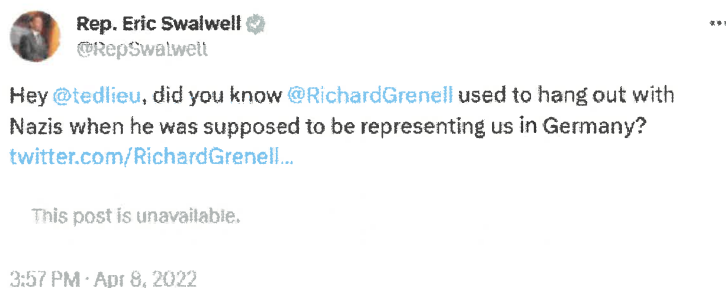 Rep. Eric Swalwell
@RepSwalwell
Hey @tedlieu, did you know @RichardGrenell used to hang out with
Nazis when he was supposed to be representing us in Germany?
twitter.com/RichardGrenell...
This post is unavailable.
3:57 PM · Apr 8, 2022